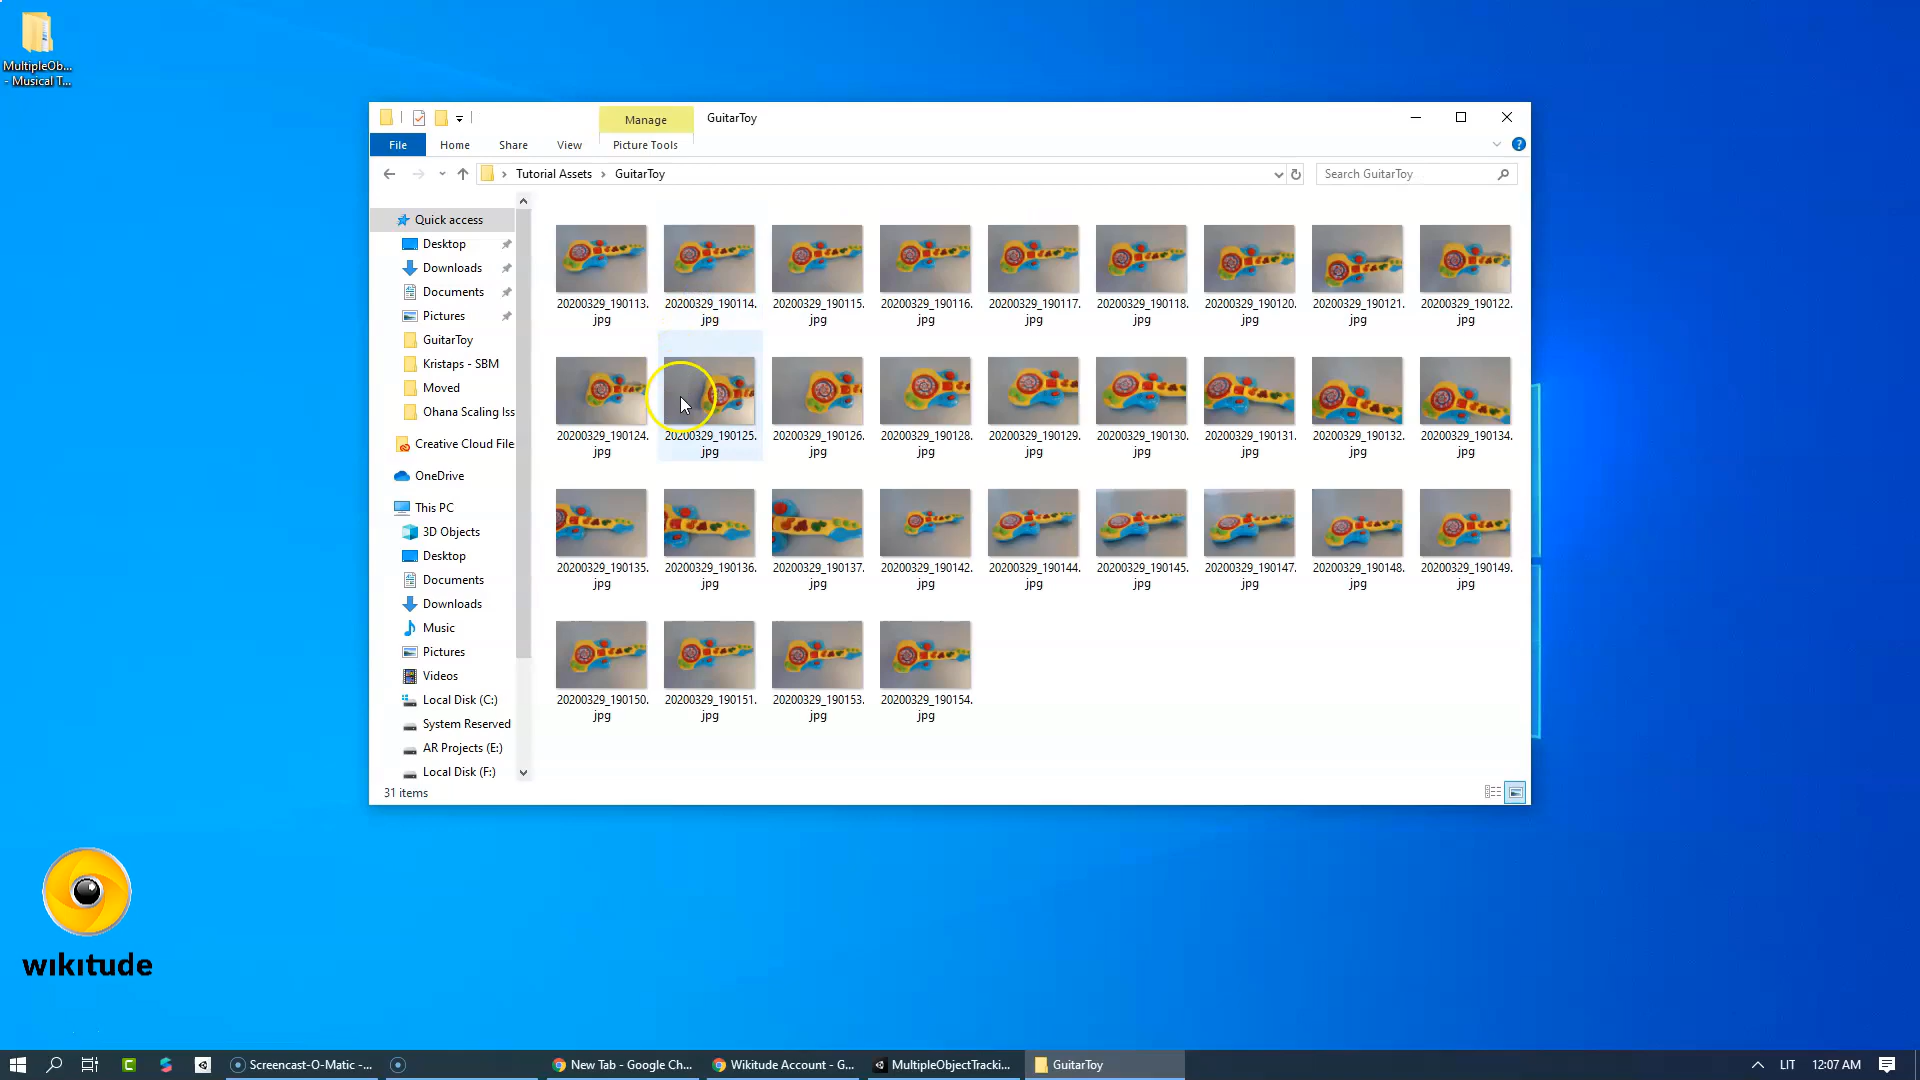 MultipleOb...
- Musical T...
Manage
GuitarToy
File
Home
Share
View
Picture Tools
Tutorial Assets
GuitarToy
Search GuitarToy
Quick access
Desktop
Downloads
Documents
Pictures
GuitarToy
Kristaps - SBM
Moved
Ohana Scaling Iss
Creative Cloud File
OneDrive
This PC
3D Objects
Desktop
Documents
Downloads
Music
Pictures
Videos
Local Disk (C:)
System Reserved
AR Projects (E:)
Local Disk (F:)
20200329_190113.
jpg
20200329_190114.
jpg
20200329_190115.
jpg
20200329_190116.
jpg
20200329_190117.
jpg
20200329_190118.
jpg
20200329_190120.
jpg
20200329_190121.
jpg
20200329_190122.
jpg
20200329_190124.
jpg
20200329_190125.
jpg
20200329_190126.
jpg
20200329_190128.
jpg
20200329_190129.
jpg
20200329_190130.
jpg
20200329_190131.
jpg
20200329_190132.
jpg
20200329_190134.
jpg
20200329_190135.
jpg
20200329_190136.
jpg
20200329_190137.
jpg
20200329_190142.
jpg
20200329_190144.
jpg
20200329_190145.
jpg
20200329_190147.
jpg
20200329_190148.
jpg
20200329_190149.
jpg
20200329_190150.
jpg
20200329_190151.
jpg
20200329_190153.
jpg
20200329_190154.
jpg
31 items
wikitude
Screencast-O-Matic -...
New Tab - Google Ch...
Wikitude Account - G...
MultipleObjectTracki...
GuitarToy
LIT
12:07 AM